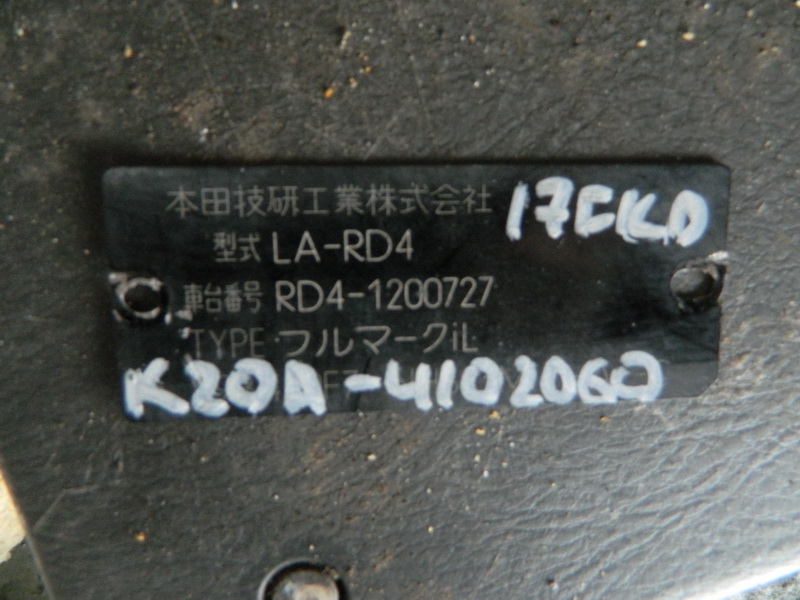 本田技研工業株式会社 17CKD
型式 LA-RD4
車台番号 RD4-1200727
TYPE フルマークiL
K20A-4102060